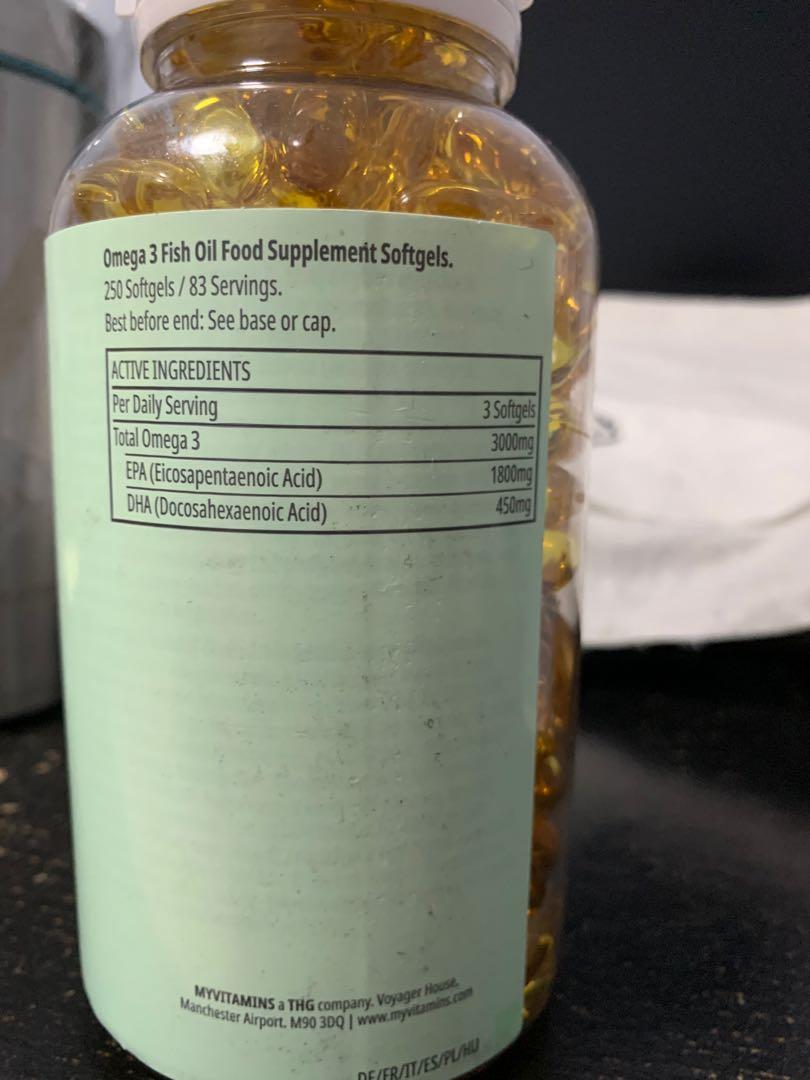 Omega 3 Fish Oil Food Supplement Softgels.
250 Softgels / 83 Servings.
Best before end: See base or cap.
ACTIVE INGREDIENTS
Per Daily Serving 3 Softgels
Total Omega 3 3000mg
EPA (Eicosapentaenoic Acid) 1800mg
DHA (Docosahexaenoic Acid) 450mg
MYVITAMINS a THG company. Voyager House,
Manchester Airport. M90 3DQ | www.myvitamins.com
DE/FR/IT/ES/PL/HU